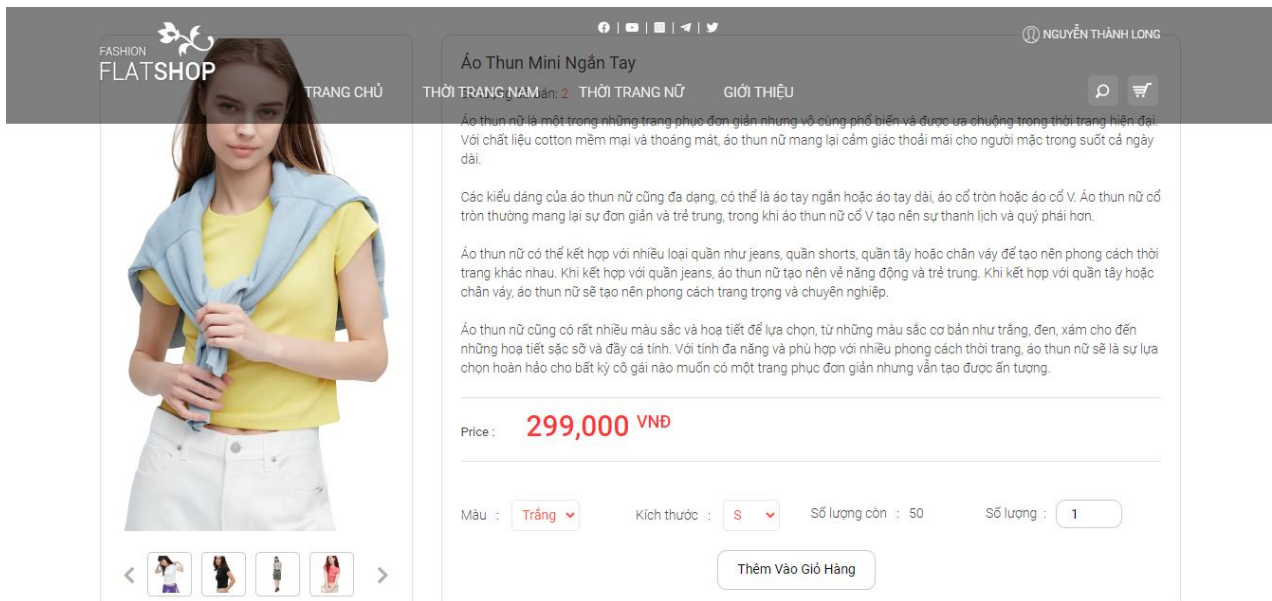 FASHION
FLATSHOP
NGUYỄN THÀNH LONG
TRANG CHỦ
THỜI TRANG NAM
THỜI TRANG NỮ
GIỚI THIỆU
Áo Thun Mini Ngắn Tay
2
Áo thun nữ là một trong những trang phục đơn giản nhưng vô cùng phổ biến và được ưa chuộng trong thời trang hiện đại.
Với chất liệu cotton mềm mại và thoáng mát, áo thun nữ mang lại cảm giác thoải mái cho người mặc trong suốt cả ngày
dài.
Các kiểu dáng của áo thun nữ cũng đa dạng, có thể là áo tay ngắn hoặc áo tay dài, áo cổ tròn hoặc áo cổ V. Áo thun nữ cổ
tròn thường mang lại sự đơn giản và trẻ trung, trong khi áo thun nữ cổ V tạo nên sự thanh lịch và quý phái hơn.
Áo thun nữ có thể kết hợp với nhiều loại quần như jeans, quần shorts, quần tây hoặc chân váy để tạo nên phong cách thời
trang khác nhau. Khi kết hợp với quần jeans, áo thun nữ tạo nên vẻ năng động và trẻ trung. Khi kết hợp với quần tây hoặc
chân váy, áo thun nữ sẽ tạo nên phong cách trang trọng và chuyên nghiệp.
Áo thun nữ cũng có rất nhiều màu sắc và hoạ tiết để lựa chọn, từ những màu sắc cơ bản như trắng, đen, xám cho đến
những hoạ tiết sặc sỡ và đầy cá tính. Với tính đa năng và phù hợp với nhiều phong cách thời trang, áo thun nữ sẽ là sự lựa
chọn hoàn hảo cho bất kỳ cô gái nào muốn có một trang phục đơn giản nhưng vẫn tạo được ấn tượng.
Price : 299,000 VNĐ
Màu : Trắng Kích thước : S Số lượng còn : 50 Số lượng : 1
Thêm Vào Giỏ Hàng